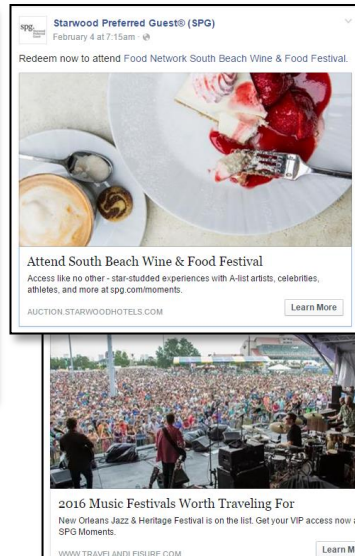 spg.
Starwood Preferred Guest® (SPG)
February 4 at 7:15am ·
Redeem now to attend Food Network South Beach Wine & Food Festival.
Attend South Beach Wine & Food Festival
Access like no other - star-studded experiences with A-list artists, celebrities,
athletes, and more at spg.com/moments.
AUCTION.STARWOODHOTELS.COM
Learn More
2016 Music Festivals Worth Traveling For
New Orleans Jazz & Heritage Festival is on the list. Get your VIP access now a
SPG Moments.
WWW.TRAVELANDLEISURE.COM
Learn M